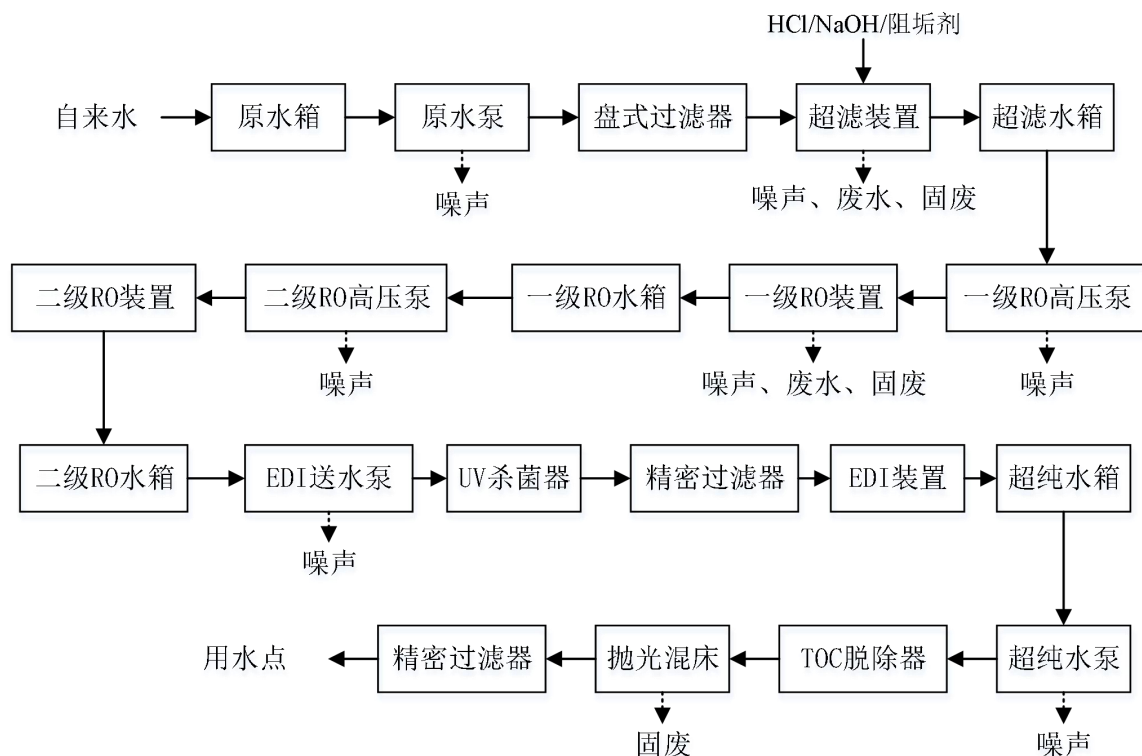 HCl/NaOH/阻垢剂
自来水 原水箱 原水泵 盘式过滤器 超滤装置 超滤水箱
噪声 噪声、废水、固废
二级RO装置 二级RO高压泵 一级RO水箱 一级RO装置 一级RO高压泵
噪声 噪声、废水、固废 噪声
二级RO水箱 EDI送水泵 UV杀菌器 精密过滤器 EDI装置 超纯水箱
噪声
用水点 精密过滤器 抛光混床 TOC脱除器 超纯水泵
固废 噪声